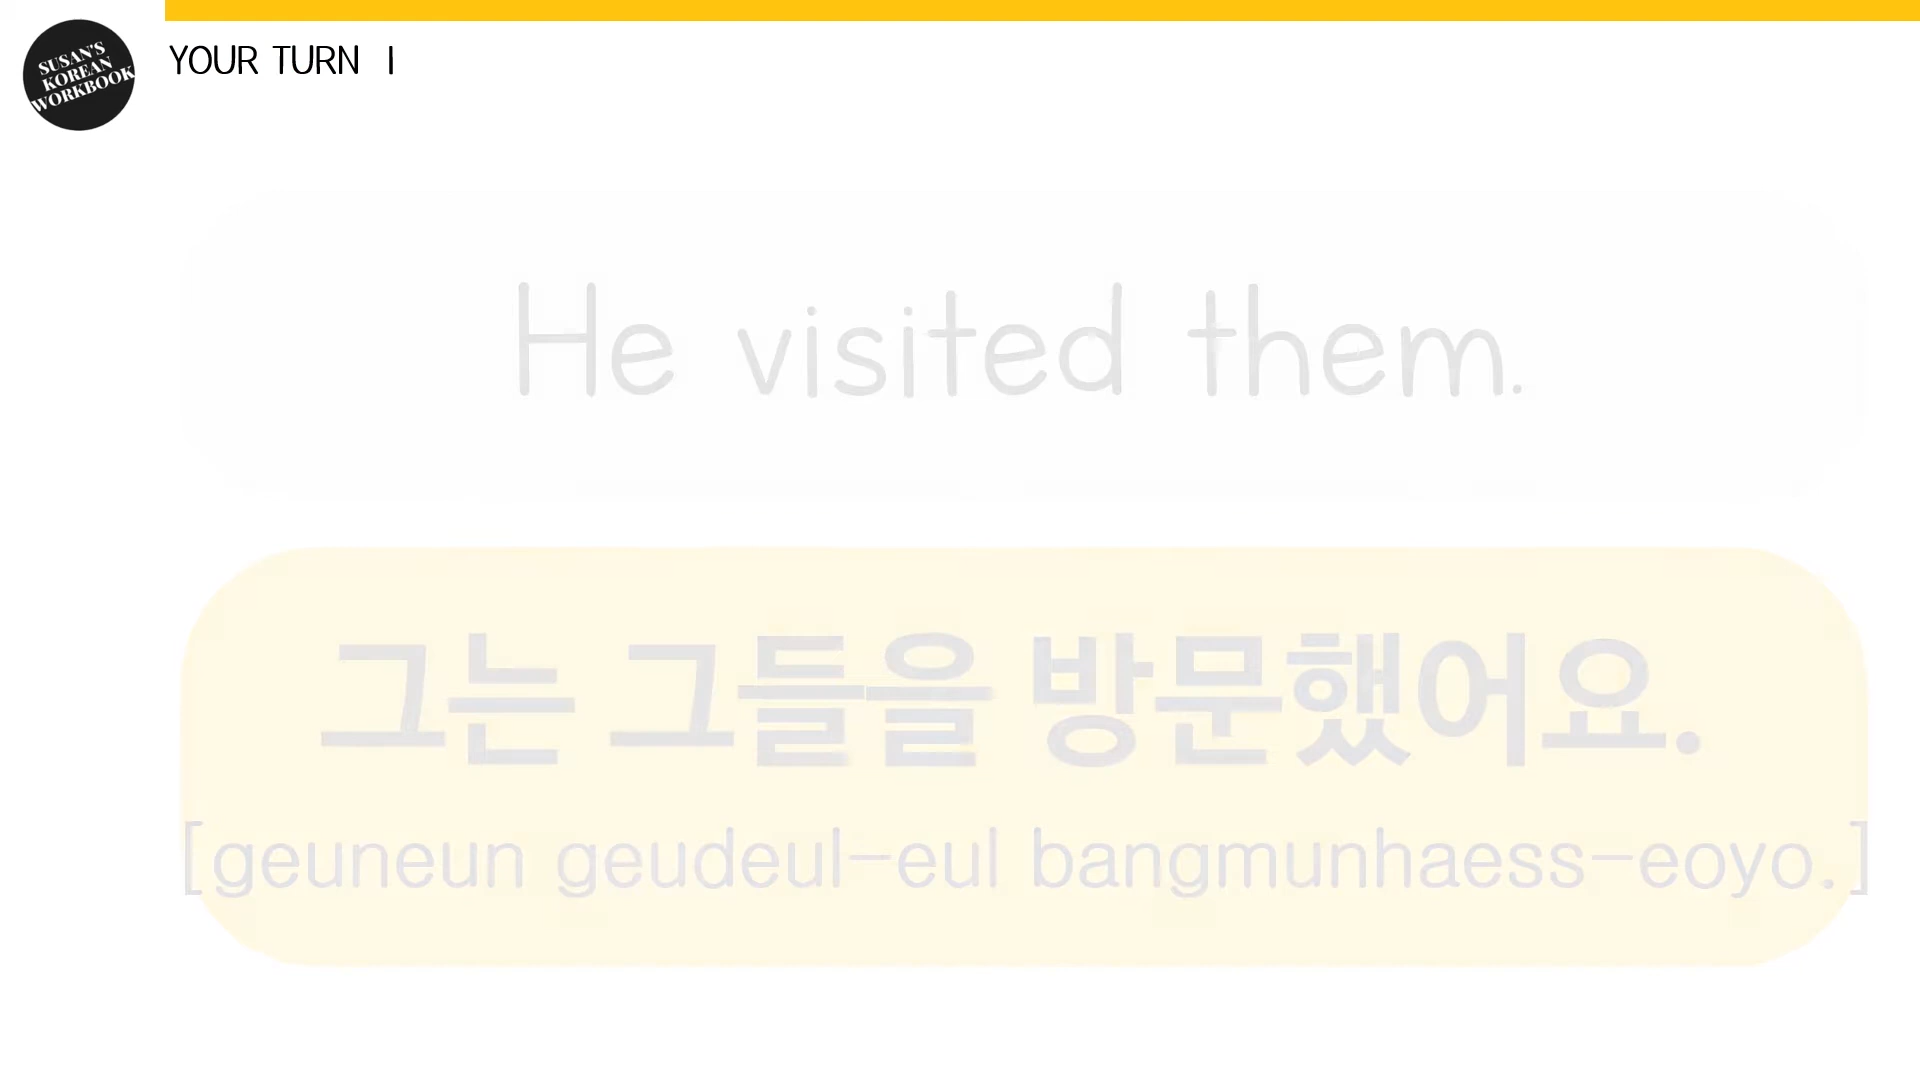 SUSAN'S
KOREAN
WORKBOOK
YOUR TURN I
He visited them.
그는 그들을 방문했어요.
[geuneun geudeul-eul bangmunhaess-eoyo.]